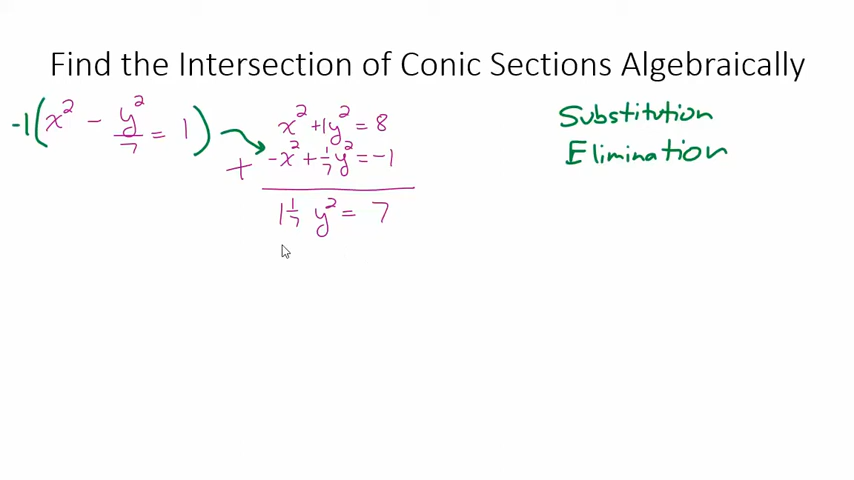 Find the Intersection of Conic Sections Algebraically
-1(x² - y²/7 = 1)
x² + 1y² = 8
+ -x² + 1/7 y² = -1
1 1/7 y² = 7
Substitution
Elimination